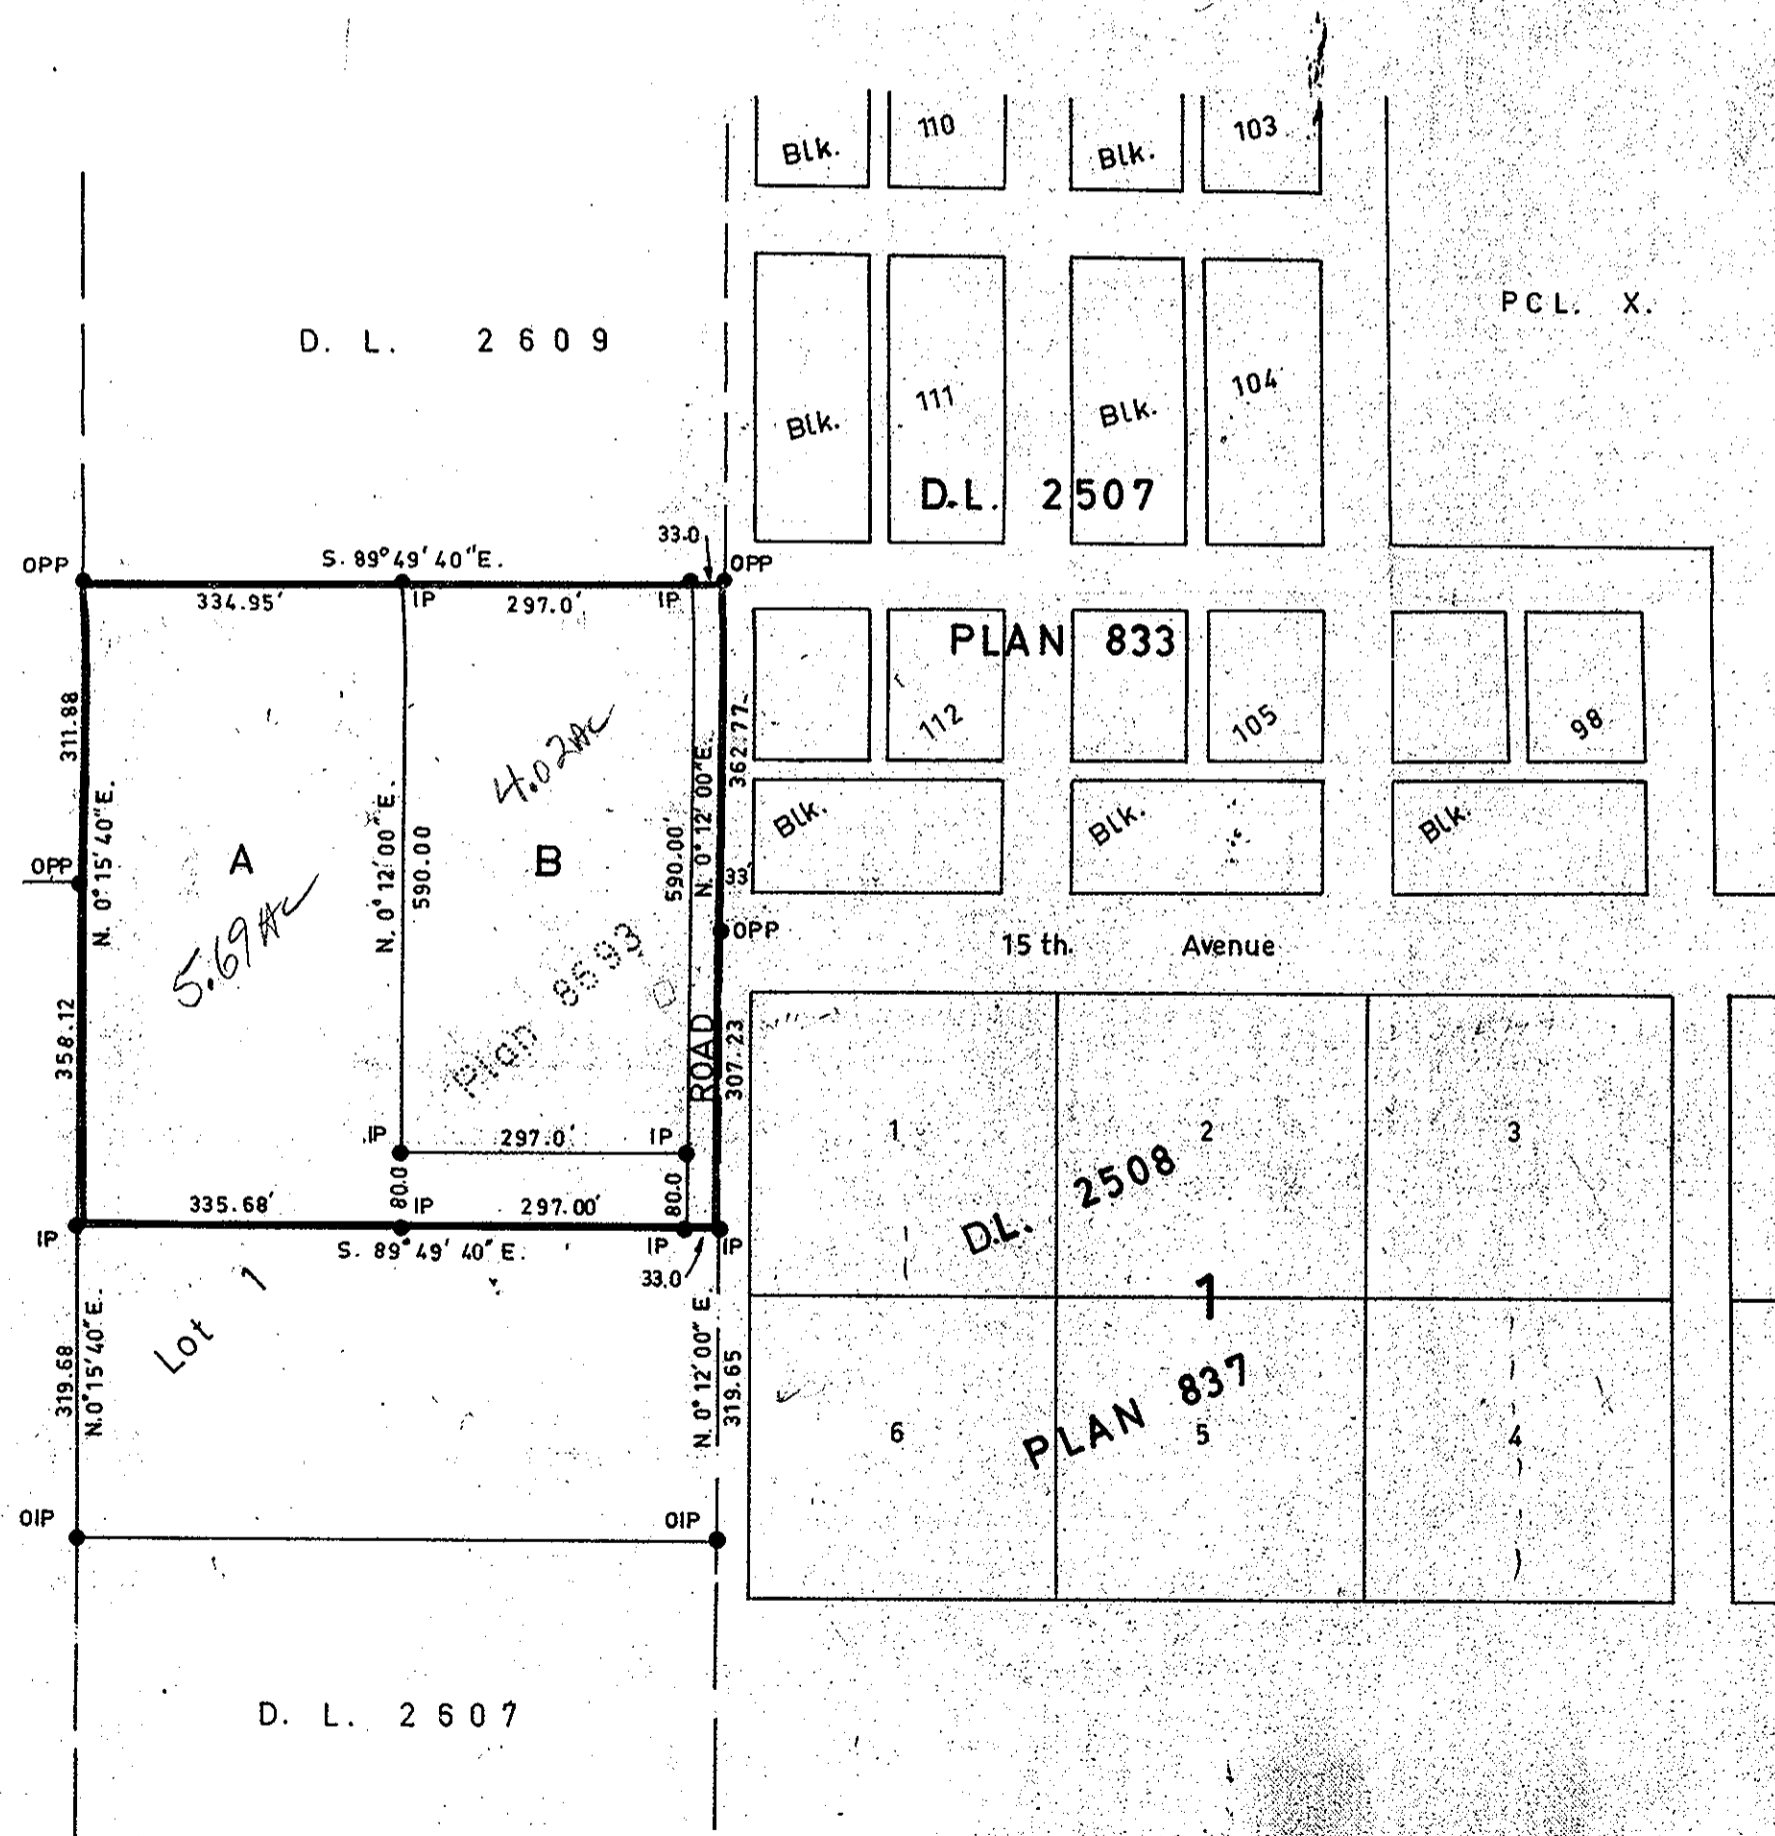 Blk.
110
Blk.
103
PCL. X.
D. L. 2609
Blk.
111
Blk.
104
D.L. 2507
33.0
OPP
S. 89° 49' 40" E.
OPP
334.95'
IP
297.0'
IP
PLAN 833
311.88
N. 0° 15' 40" E.
4.02 Ac
362.77
112
105
98
N. 0° 12' 00" E.
590.00
590.00'
N. 0° 12' 00" E.
Blk.
Blk.
Blk.
OPP
A
B
33'
5.69 Ac
Plan 8593
OPP
15 th. Avenue
358.12
ROAD
307.23
IP
297.0'
IP
1
2
3
80.0
80.0
D.L. 2508
335.68'
IP
297.00'
IP
S. 89° 49' 40" E.
IP
IP
33.0
Lot 1
1
PLAN 837
319.68
N. 0° 15' 40" E.
N. 0° 12' 00" E.
319.65
6
5
4
OIP
OIP
D. L. 2607